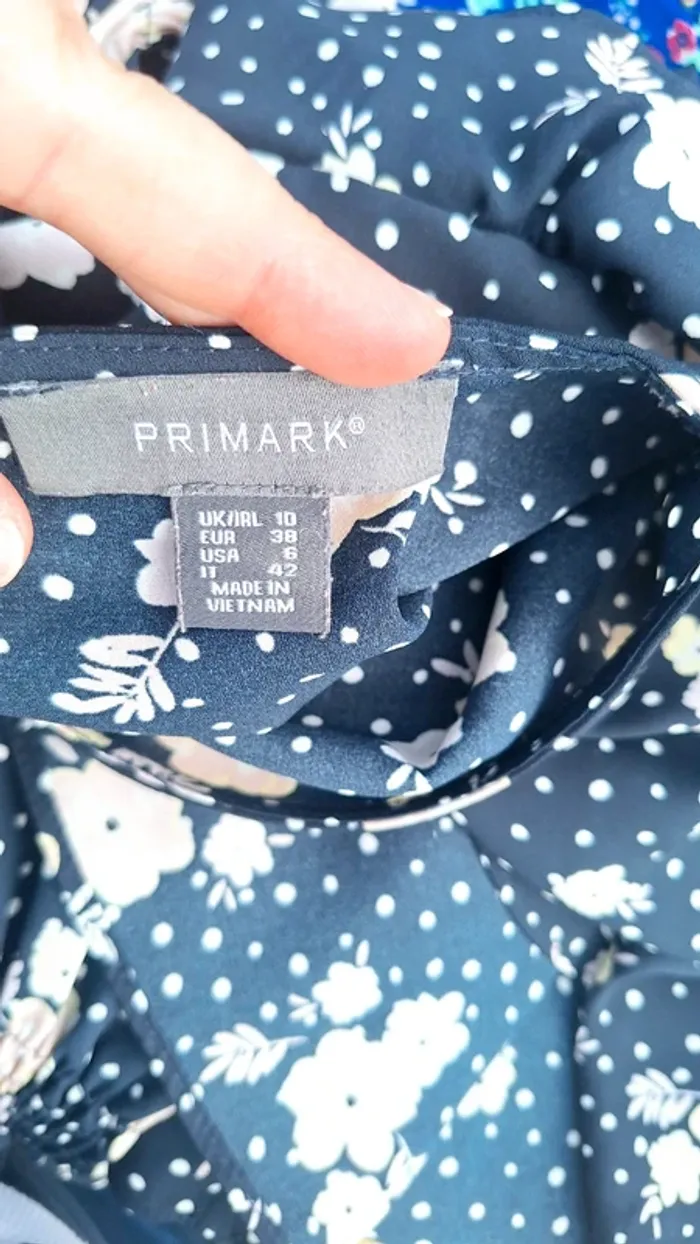 PRIMARK®
UK/IRL 10
EUR 38
USA 6
IT 42
MADE IN
VIETNAM